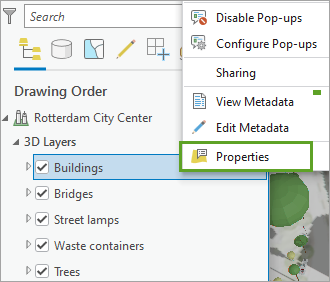 Search
Drawing Order
Rotterdam City Center
3D Layers
Buildings
Bridges
Street lamps
Waste containers
Trees
Disable Pop-ups
Configure Pop-ups
Sharing
View Metadata
Edit Metadata
Properties